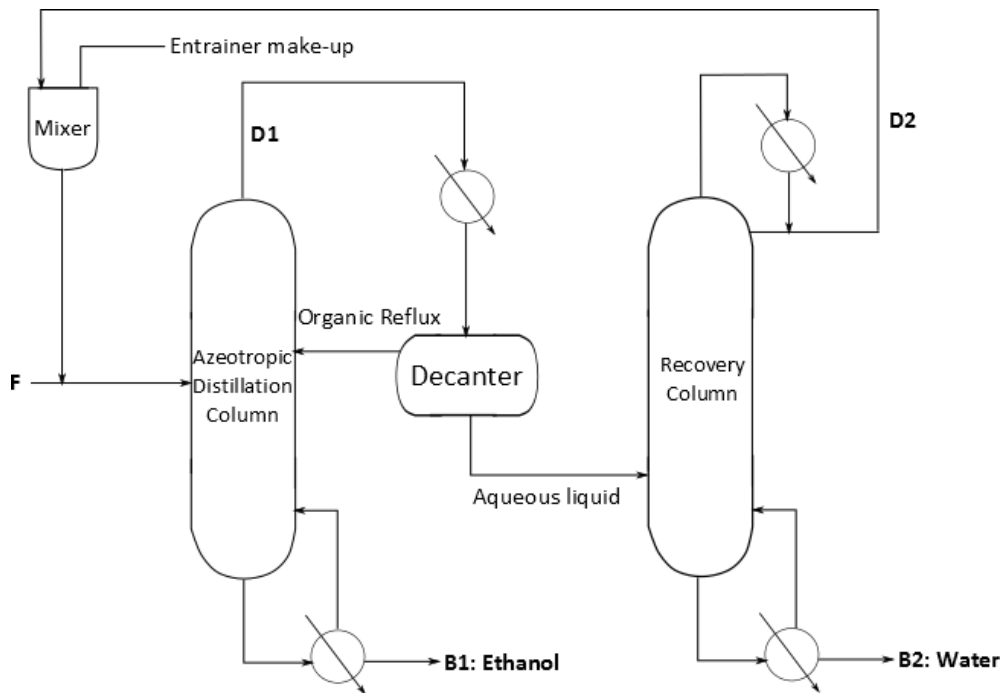 Entrainer make-up
Mixer
D1
D2
Organic Reflux
Decanter
Azeotropic
Distillation
Column
Recovery
Column
F
Aqueous liquid
B1: Ethanol
B2: Water